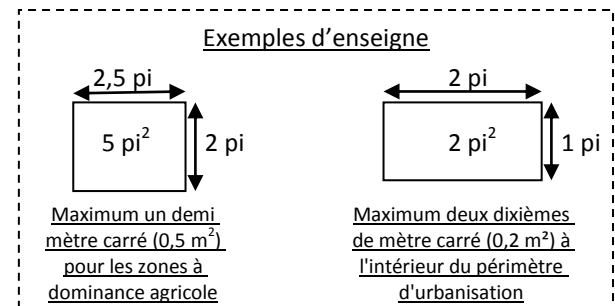 Exemples d'enseigne
2,5 pi
5 pi²
2 pi
Maximum un demi
mètre carré (0,5 m²)
pour les zones à
dominance agricole
2 pi
2 pi²
1 pi
Maximum deux dixièmes
de mètre carré (0,2 m²) à
l'intérieur du périmètre
d'urbanisation